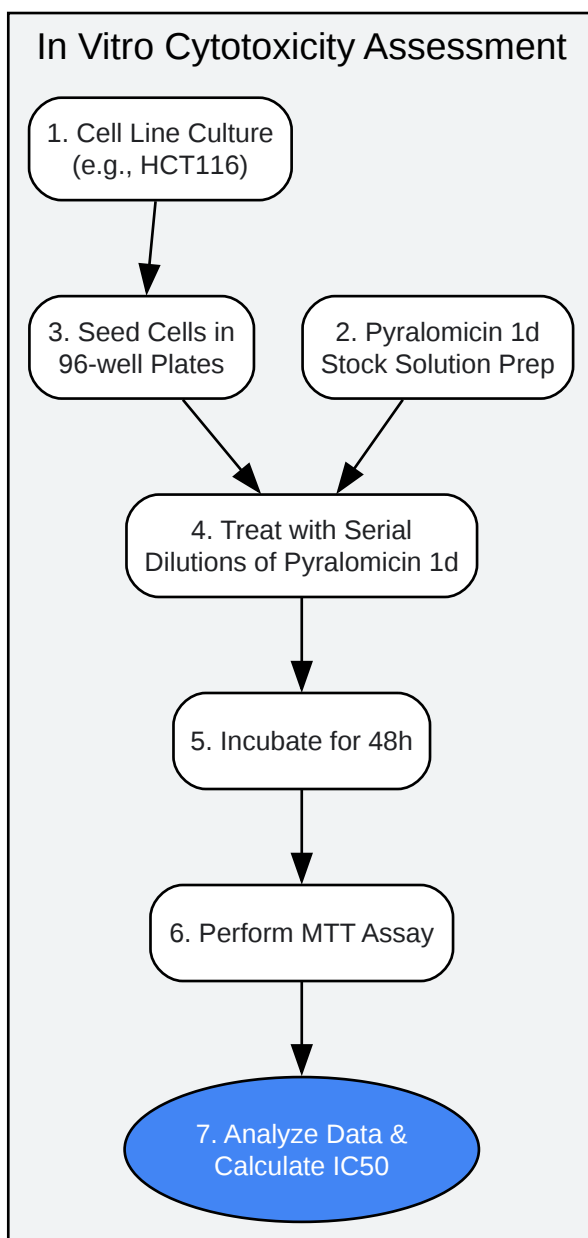 In Vitro Cytotoxicity Assessment
1. Cell Line Culture
(e.g., HCT116)
3. Seed Cells in
96-well Plates
2. Pyralomicin 1d
Stock Solution Prep
4. Treat with Serial
Dilutions of Pyralomicin 1d
5. Incubate for 48h
6. Perform MTT Assay
7. Analyze Data &
Calculate IC50